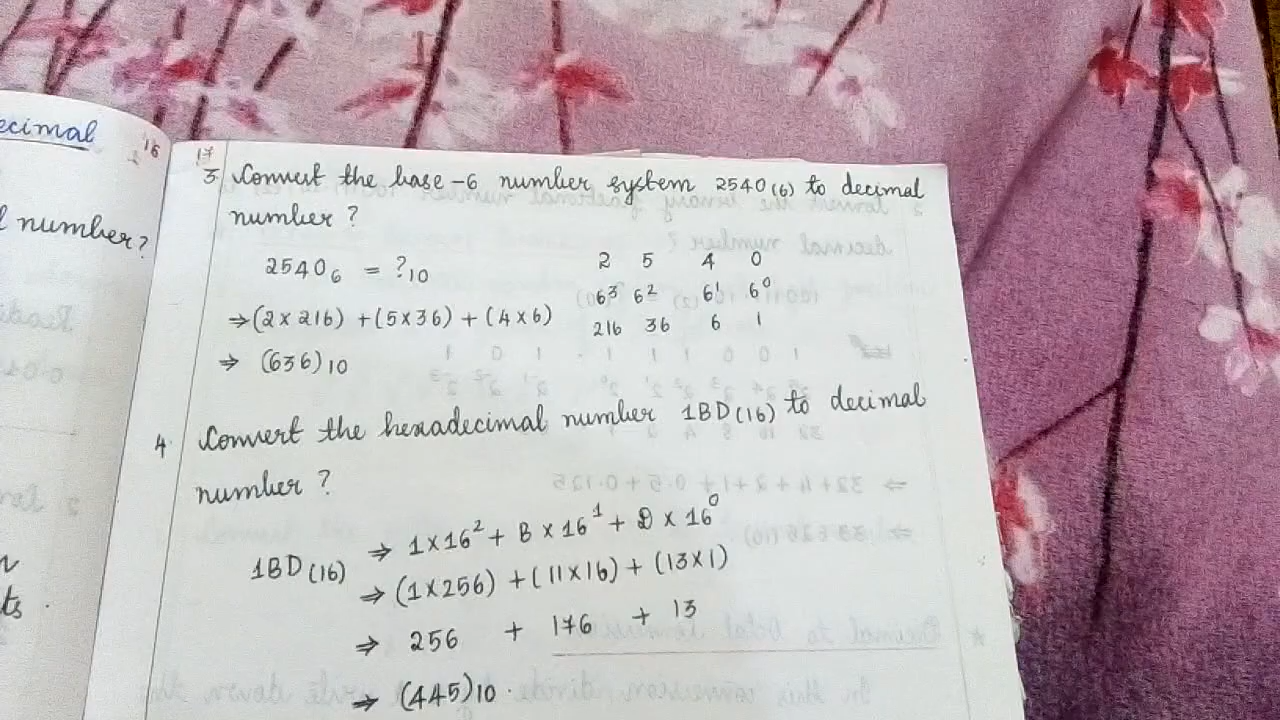 ecimal
16
l number?
17
3 Convert the base-6 number system 2540(6) to decimal
number?
2540₆ = ?₁₀
2 5 4 0
6³ 6² 6¹ 6⁰
216 36 6 1
⇒ (2 x 216) + (5 x 36) + (4 x 6)
⇒ (636)10
4. Convert the hexadecimal number 1BD(16) to decimal
number?
1BD(16) ⇒ 1 x 16² + B x 16¹ + D x 16⁰
⇒ (1 x 256) + (11 x 16) + (13 x 1)
⇒ 256 + 176 + 13
⇒ (445)10.
ts.